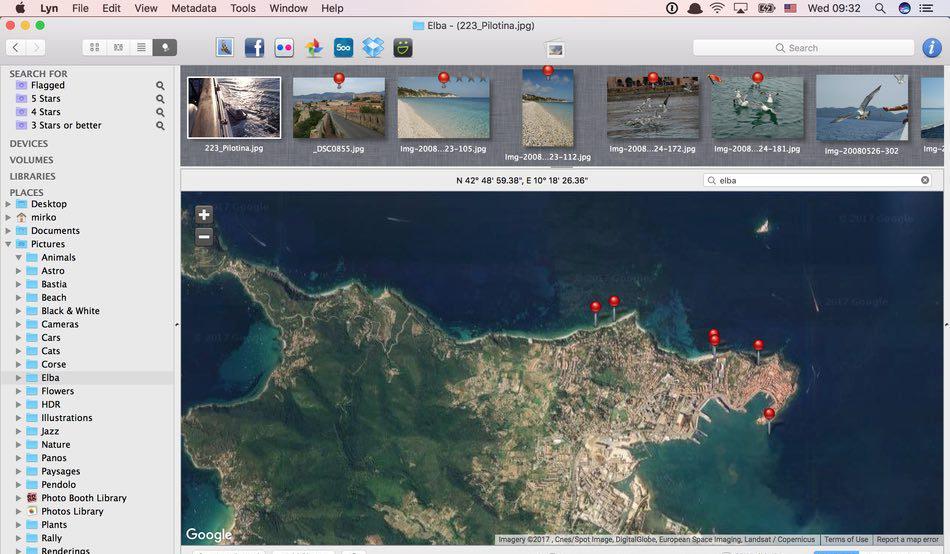 Lyn File Edit View Metadata Tools Window Help Wed 09:32
Elba - (223_Pilotina.jpg)
500 Search
SEARCH FOR
Flagged
5 Stars
4 Stars
3 Stars or better
DEVICES
VOLUMES
LIBRARIES
PLACES
Desktop
mirko
Documents
Pictures
Animals
Astro
Bastia
Beach
Black & White
Cameras
Cars
Cats
Corse
Elba
Flowers
HDR
Illustrations
Jazz
Nature
Panos
Paysages
Pendolo
Photo Booth Library
Photos Library
Plants
Rally
Renderings
223_Pilotina.jpg _DSC0855.jpg Img-2008...23-105.jpg Img-2008...23-112.jpg Img-2008...24-172.jpg Img-2008...24-181.jpg Img-20080526-302 Img-2
N 42° 48' 59.38", E 10° 18' 26.36" elba
© 2017 Google
© 2017 Google
© 2017 Google
Google
Imagery ©2017 , Cnes/Spot Image, DigitalGlobe, European Space Imaging, Landsat / Copernicus Terms of Use Report a map error